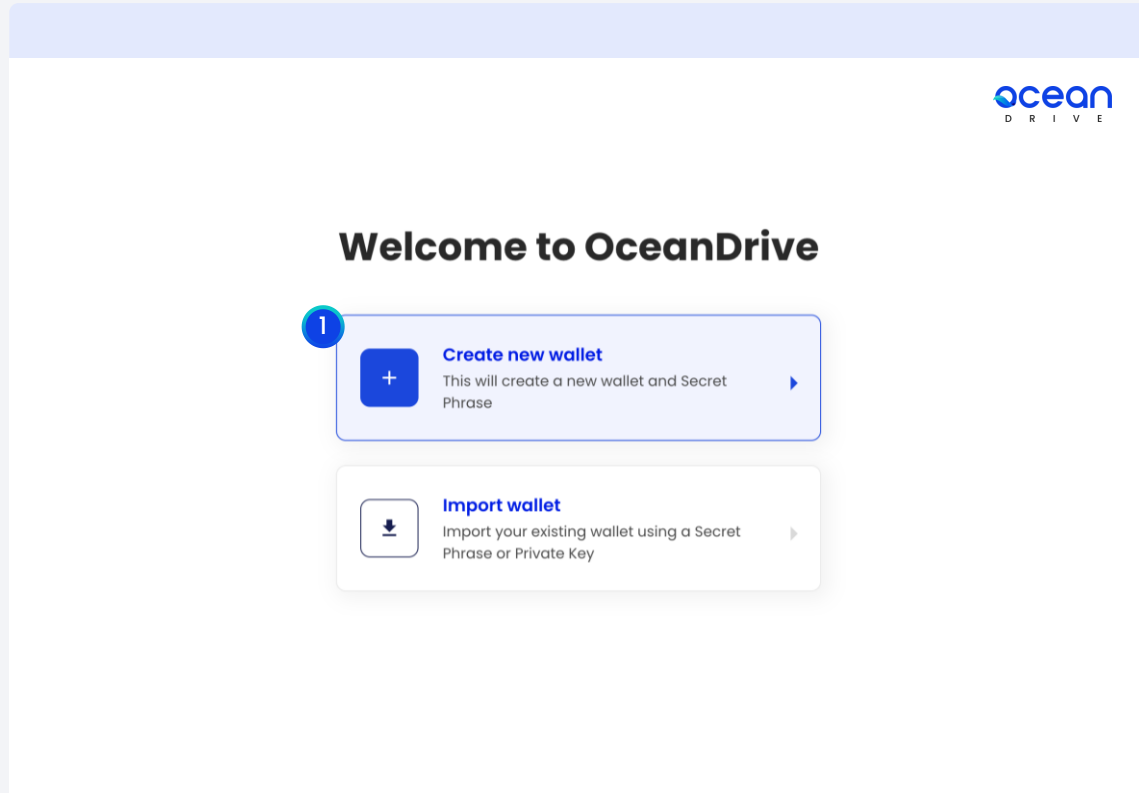 ocean
DRIVE
Welcome to OceanDrive
1
Create new wallet
This will create a new wallet and Secret
Phrase
Import wallet
Import your existing wallet using a Secret
Phrase or Private Key